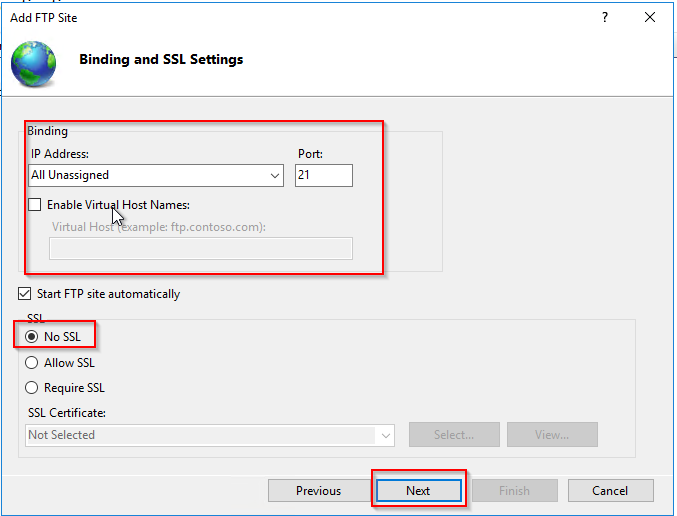 Add FTP Site
? X
Binding and SSL Settings
Binding
IP Address: Port:
All Unassigned 21
Enable Virtual Host Names:
Virtual Host (example: ftp.contoso.com):
Start FTP site automatically
SSL
No SSL
Allow SSL
Require SSL
SSL Certificate:
Not Selected Select... View...
Previous Next Finish Cancel